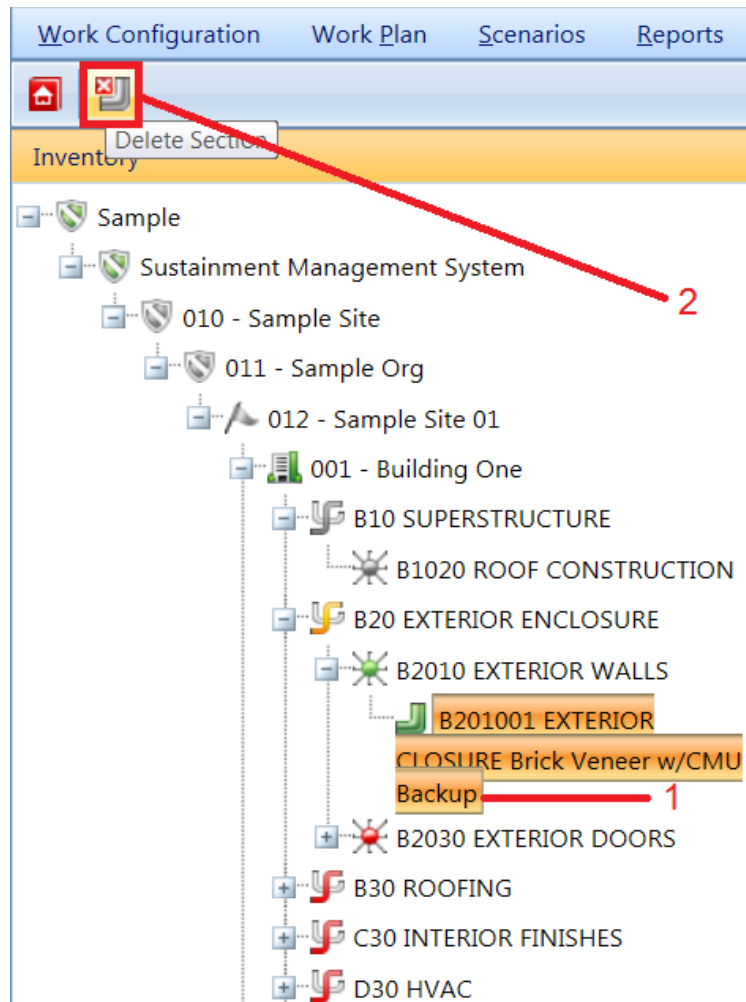 Work Configuration Work Plan Scenarios Reports
Delete Section
Inventory
Sample
Sustainment Management System
010 - Sample Site
011 - Sample Org
012 - Sample Site 01
001 - Building One
B10 SUPERSTRUCTURE
B1020 ROOF CONSTRUCTION
B20 EXTERIOR ENCLOSURE
B2010 EXTERIOR WALLS
B201001 EXTERIOR
CLOSURE Brick Veneer w/CMU
Backup
B2030 EXTERIOR DOORS
B30 ROOFING
C30 INTERIOR FINISHES
D30 HVAC
2
1